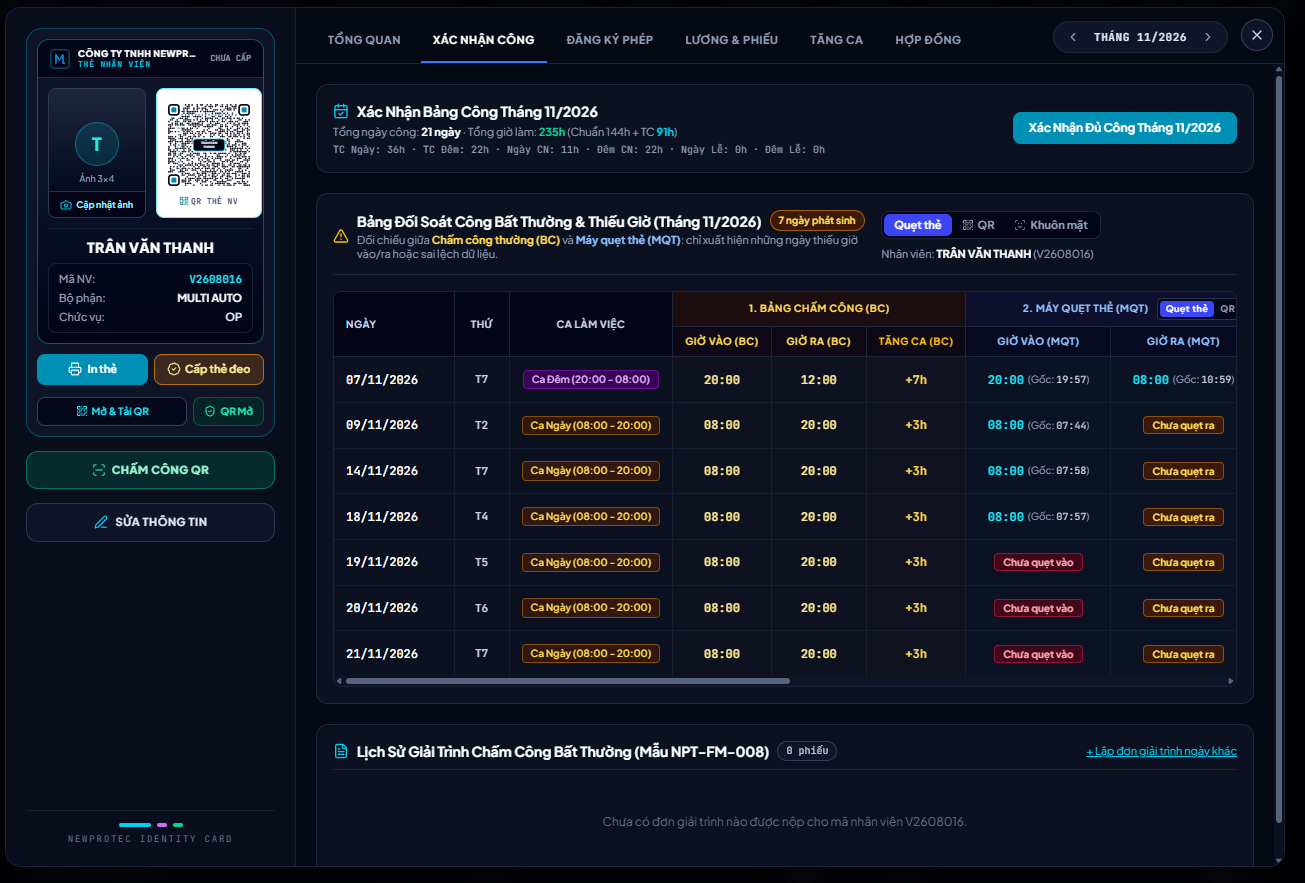 CÔNG TY TNHH NEWPR...
THẺ NHÂN VIÊN
CHƯA CẤP
T
Ảnh 3×4
Cập nhật ảnh
QR THẺ NV
TRẦN VĂN THANH
Mã NV: V2608016
Bộ phận: MULTI AUTO
Chức vụ: OP
In thẻ
Cấp thẻ đeo
Mở & Tải QR
QR Mở
CHẤM CÔNG QR
SỬA THÔNG TIN
NEWPROTEC IDENTITY CARD
TỔNG QUAN XÁC NHẬN CÔNG ĐĂNG KÝ PHÉP LƯƠNG & PHIẾU TĂNG CA HỢP ĐỒNG
THÁNG 11/2026
Xác Nhận Bảng Công Tháng 11/2026
Tổng ngày công: 21 ngày · Tổng giờ làm: 235h (Chuẩn 144h + TC 91h)
TC Ngày: 36h · TC Đêm: 22h · Ngày CN: 11h · Đêm CN: 22h · Ngày Lễ: 0h · Đêm Lễ: 0h
Xác Nhận Đủ Công Tháng 11/2026
Bảng Đối Soát Công Bất Thường & Thiếu Giờ (Tháng 11/2026) 7 ngày phát sinh
Đối chiếu giữa Chấm công thường (BC) và Máy quẹt thẻ (MQT): chỉ xuất hiện những ngày thiếu giờ
vào/ra hoặc sai lệch dữ liệu.
Quẹt thẻ QR Khuôn mặt
Nhân viên: TRẦN VĂN THANH (V2608016)
NGÀY THỨ CA LÀM VIỆC 1. BẢNG CHẤM CÔNG (BC) 2. MÁY QUẸT THẺ (MQT) Quẹt thẻ QR
GIỜ VÀO (BC) GIỜ RA (BC) TĂNG CA (BC) GIỜ VÀO (MQT) GIỜ RA (MQT)
07/11/2026 T7 Ca Đêm (20:00 - 08:00) 20:00 12:00 +7h 20:00 (Gốc: 19:57) 08:00 (Gốc: 10:59)
09/11/2026 T2 Ca Ngày (08:00 - 20:00) 08:00 20:00 +3h 08:00 (Gốc: 07:44) Chưa quẹt ra
14/11/2026 T7 Ca Ngày (08:00 - 20:00) 08:00 20:00 +3h 08:00 (Gốc: 07:58) Chưa quẹt ra
18/11/2026 T4 Ca Ngày (08:00 - 20:00) 08:00 20:00 +3h 08:00 (Gốc: 07:57) Chưa quẹt ra
19/11/2026 T5 Ca Ngày (08:00 - 20:00) 08:00 20:00 +3h Chưa quẹt vào Chưa quẹt ra
20/11/2026 T6 Ca Ngày (08:00 - 20:00) 08:00 20:00 +3h Chưa quẹt vào Chưa quẹt ra
21/11/2026 T7 Ca Ngày (08:00 - 20:00) 08:00 20:00 +3h Chưa quẹt vào Chưa quẹt ra
Lịch Sử Giải Trình Chấm Công Bất Thường (Mẫu NPT-FM-008) 0 phiếu
+ Lập đơn giải trình ngày khác
Chưa có đơn giải trình nào được nộp cho mã nhân viên V2608016.